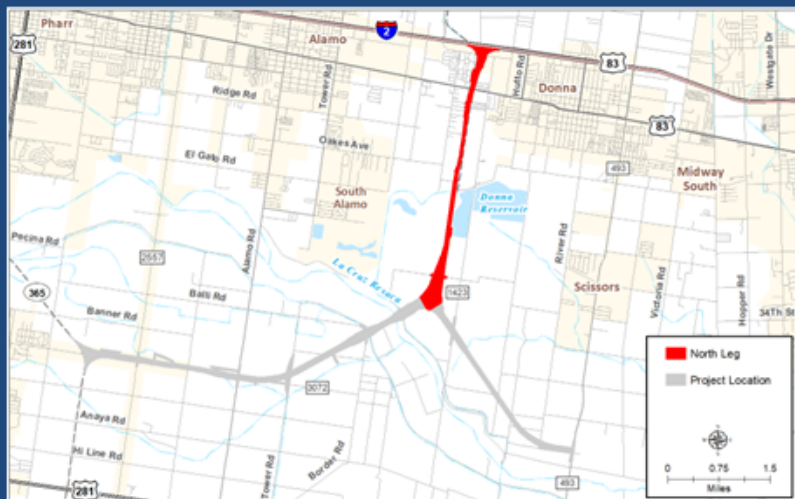 Pharr
281
Alamo
2
Tower Rd
Hutto Rd
83
Westgate Dr
Ridge Rd
Donna
83
Oakes Ave
El Gato Rd
493
Midway
South
South
Alamo
Donna
Reservoir
Pecina Rd
2557
Alamo Rd
River Rd
La Cruz Resaca
365
Balli Rd
1423
Scissors
Victoria Rd
Hopper Rd
Banner Rd
34Th St
3072
North Leg
Project Location
Anaya Rd
Hi Line Rd
Tower Rd
Border Rd
493
281
0 0.75 1.5
Miles